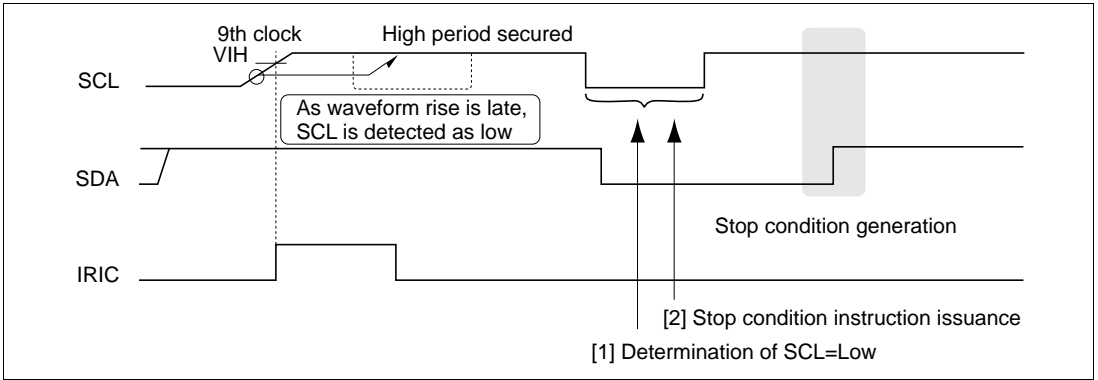 9th clock
High period secured
VIH
SCL
As waveform rise is late,
SCL is detected as low
SDA
Stop condition generation
IRIC
[2] Stop condition instruction issuance
[1] Determination of SCL=Low